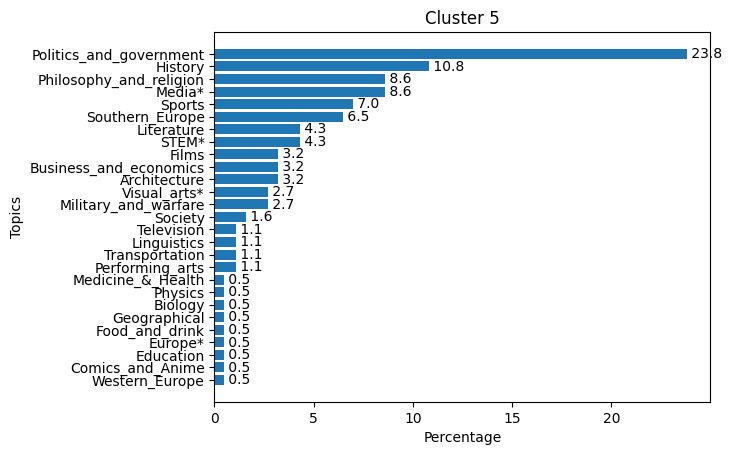 Cluster 5
Politics_and_government 23.8
History 10.8
Philosophy_and_religion 8.6
Media* 8.6
Sports 7.0
Southern_Europe 6.5
Literature 4.3
STEM* 4.3
Films 3.2
Business_and_economics 3.2
Architecture 3.2
Visual_arts* 2.7
Military_and_warfare 2.7
Society 1.6
Television 1.1
Linguistics 1.1
Transportation 1.1
Performing_arts 1.1
Medicine_&_Health 0.5
Physics 0.5
Biology 0.5
Geographical 0.5
Food_and_drink 0.5
Europe* 0.5
Education 0.5
Comics_and_Anime 0.5
Western_Europe 0.5
Topics
0 5 10 15 20
Percentage